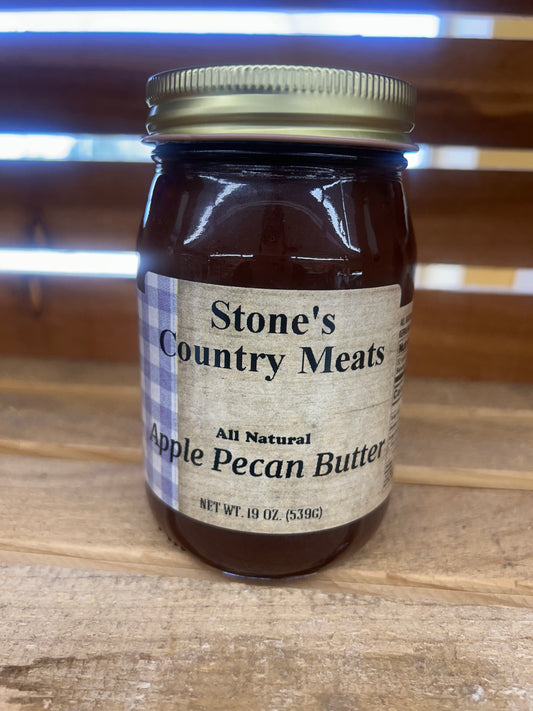 Stone's
Country Meats
All Natural
Apple Pecan Butter
NET WT. 19 OZ. (539G)